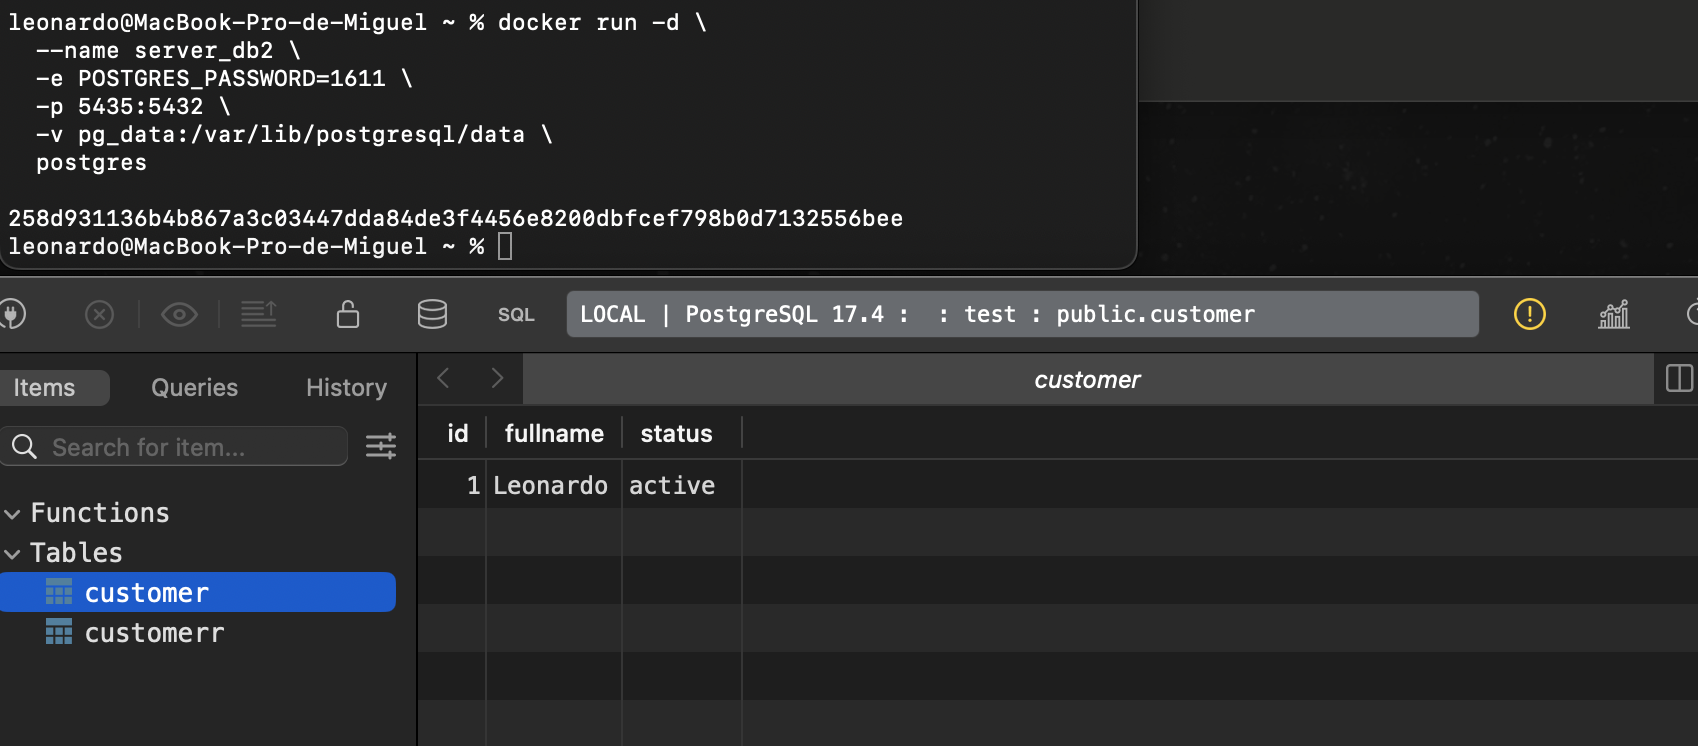 leonardo@MacBook-Pro-de-Miguel ~ % docker run -d \
--name server_db2 \
-e POSTGRES_PASSWORD=1611 \
-p 5435:5432 \
-v pg_data:/var/lib/postgresql/data \
postgres
258d931136b4b867a3c03447dda84de3f4456e8200dbfcef798b0d7132556bee
leonardo@MacBook-Pro-de-Miguel ~ %
SQL
LOCAL | PostgreSQL 17.4 : : test : public.customer
Items Queries History
customer
Search for item...
id fullname status
1 Leonardo active
Functions
Tables
customer
customerr